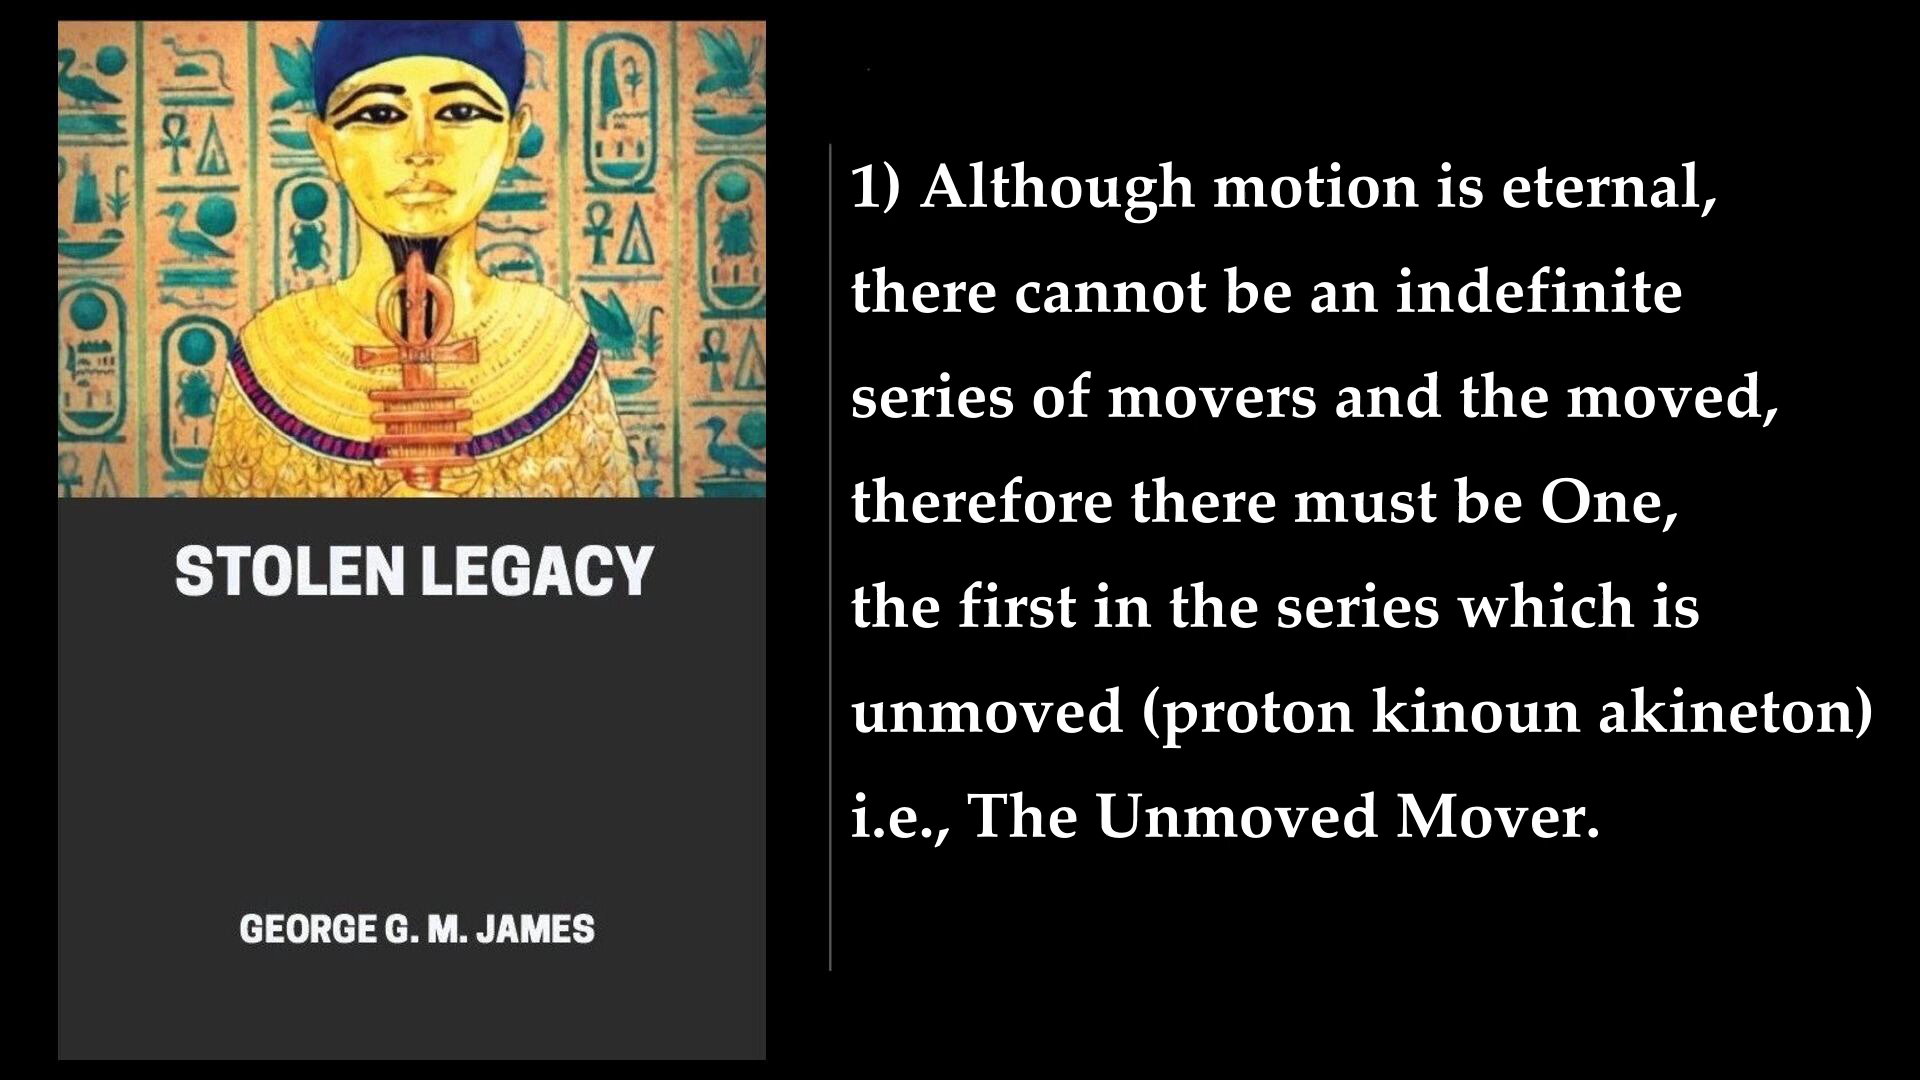 STOLEN LEGACY
GEORGE G. M. JAMES
1) Although motion is eternal,
there cannot be an indefinite
series of movers and the moved,
therefore there must be One,
the first in the series which is
unmoved (proton kinoun akineton)
i.e., The Unmoved Mover.